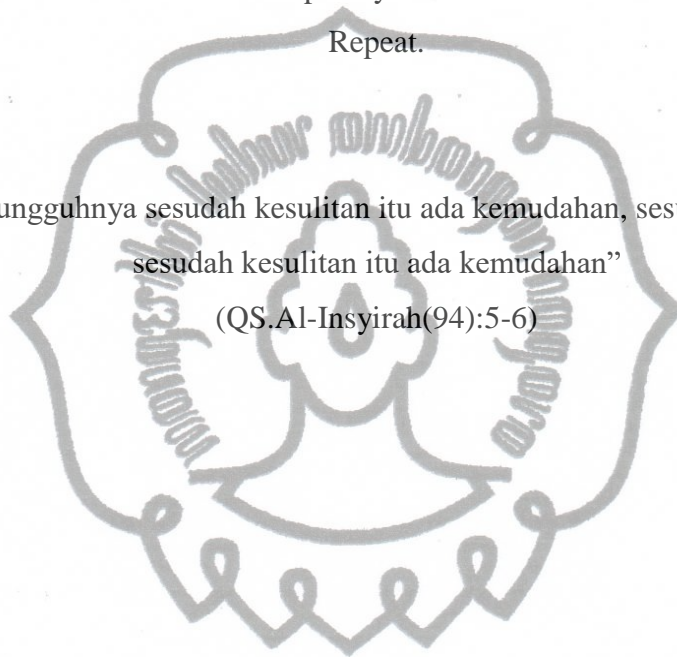 Repeat.
ungguhnya sesudah kesulitan itu ada kemudahan, sesu
sesudah kesulitan itu ada kemudahan”
(QS.Al-Insyirah(94):5-6)